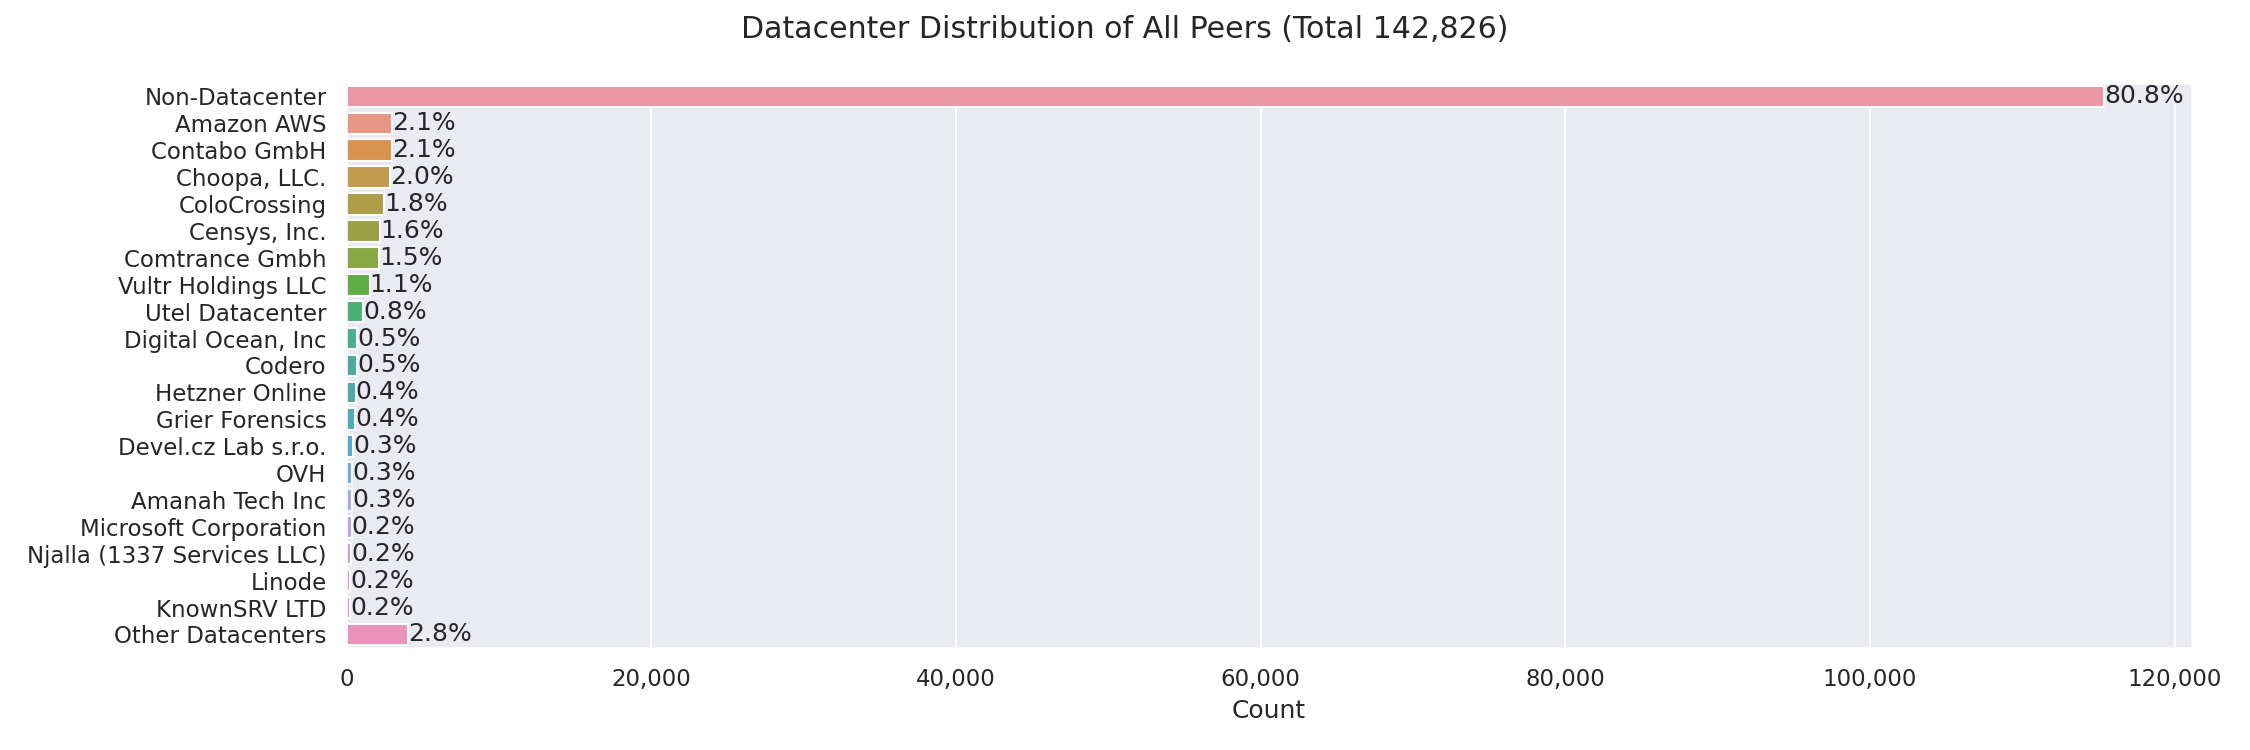 Datacenter Distribution of All Peers (Total 142,826)
Non-Datacenter 80.8%
Amazon AWS 2.1%
Contabo GmbH 2.1%
Choopa, LLC. 2.0%
ColoCrossing 1.8%
Censys, Inc. 1.6%
Comtrance Gmbh 1.5%
Vultr Holdings LLC 1.1%
Utel Datacenter 0.8%
Digital Ocean, Inc 0.5%
Codero 0.5%
Hetzner Online 0.4%
Grier Forensics 0.4%
Devel.cz Lab s.r.o. 0.3%
OVH 0.3%
Amanah Tech Inc 0.3%
Microsoft Corporation 0.2%
Njalla (1337 Services LLC) 0.2%
Linode 0.2%
KnownSRV LTD 0.2%
Other Datacenters 2.8%
0 20,000 40,000 60,000 80,000 100,000 120,000
Count